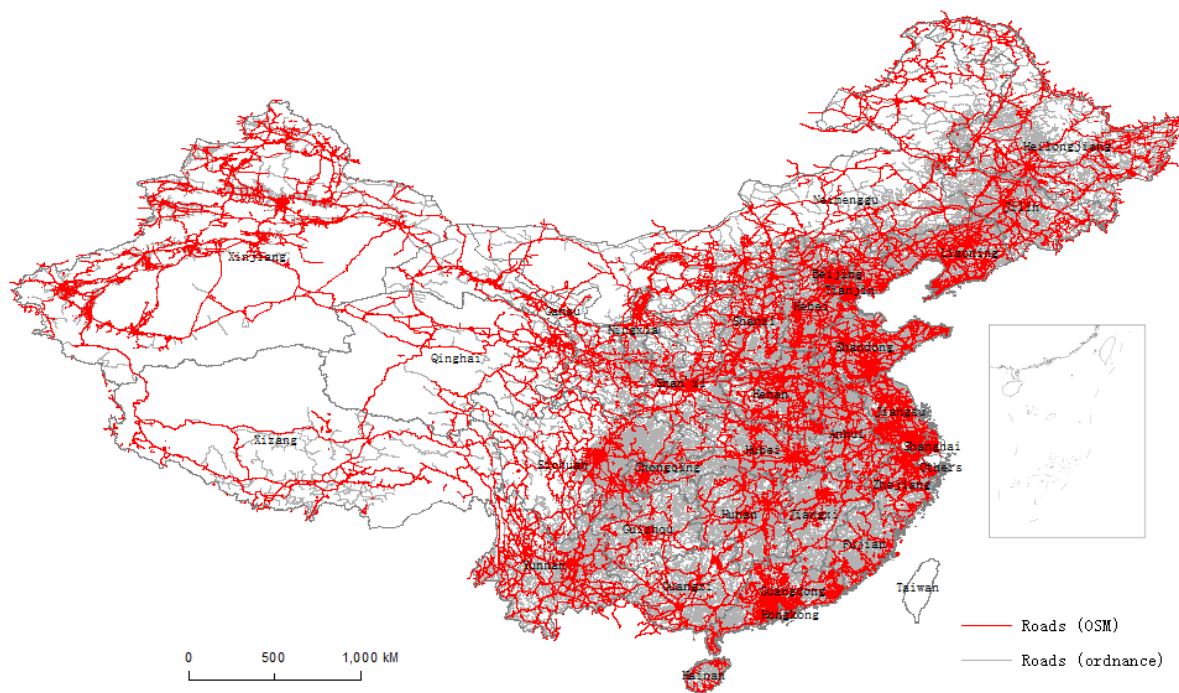 Heilongjiang
Neimenggu
Jilin
Liaoning
Xinjiang
Beijing
Tianjin
Hebei
Gansu
Ningxia
Shanxi
Shandong
Qinghai
Shan xi
Henan
Jiangsu
Anhui
Xizang
Sichuan
Chongqing
Hubei
Shanghai
Others
Zhejiang
Hunan
Jiangxi
Guizhou
Fujian
Yunnan
Guangxi
Guangdong
Hongkong
Taiwan
Hainan
Roads (OSM)
Roads (ordnance)
0 500 1,000 kM